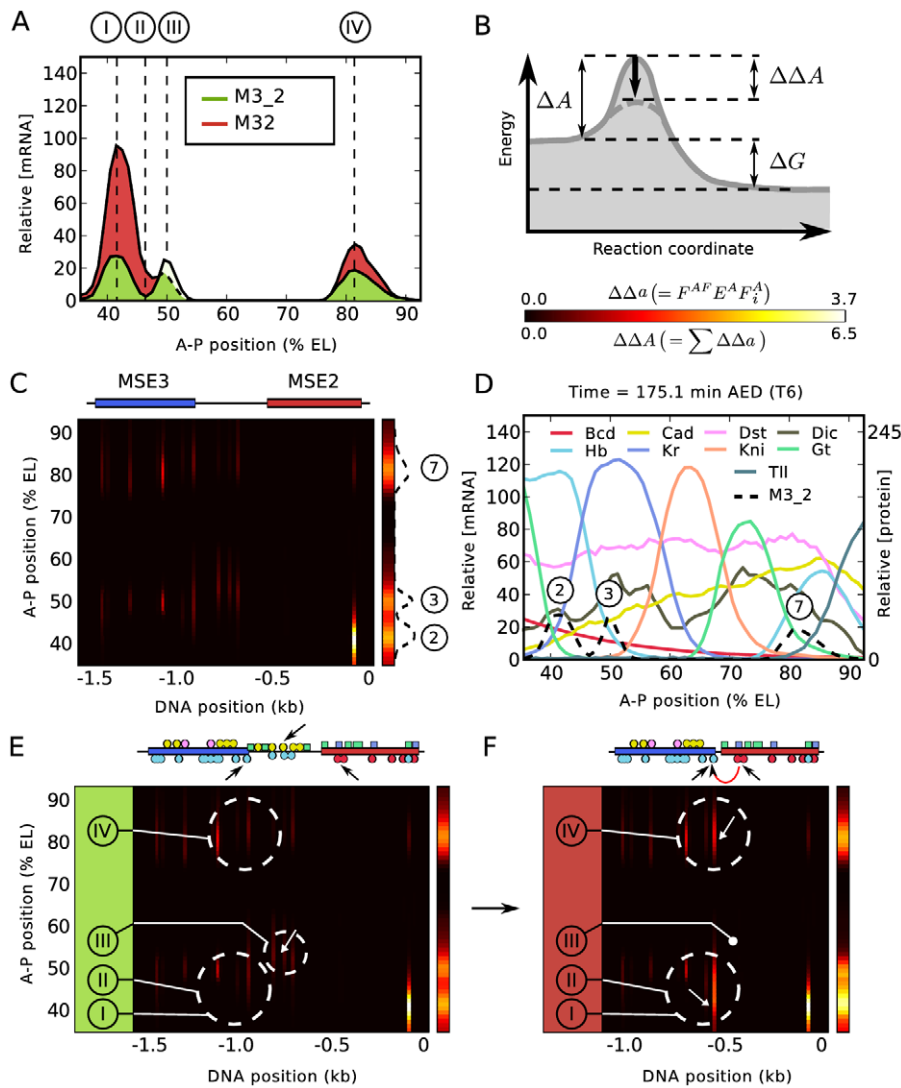 A
I II III IV
Relative [mRNA]
140
120
100
80
60
40
20
0
M3_2
M32
40 50 60 70 80 90
A-P position (% EL)
B
Energy
ΔA
ΔΔA
ΔG
Reaction coordinate
0.0 ΔΔa (= F^{AF} E^A F_i^A) 3.7
0.0 ΔΔA (= ∑ ΔΔa) 6.5
C
MSE3 MSE2
A-P position (% EL)
90
80
70
60
50
40
7
3
2
-1.5 -1.0 -0.5 0
DNA position (kb)
D
Time = 175.1 min AED (T6)
Relative [mRNA]
140
120
100
80
60
40
20
0
Bcd Cad Dst Dic
Hb Kr Kni Gt
Tll
M3_2
2 3 7
245
0
Relative [protein]
40 50 60 70 80 90
A-P position (% EL)
E
A-P position (% EL)
90
80
70
60
50
40
IV
III
II
I
-1.5 -1.0 -0.5 0
DNA position (kb)
F
IV
III
II
I
-1.0 -0.5 0
DNA position (kb)